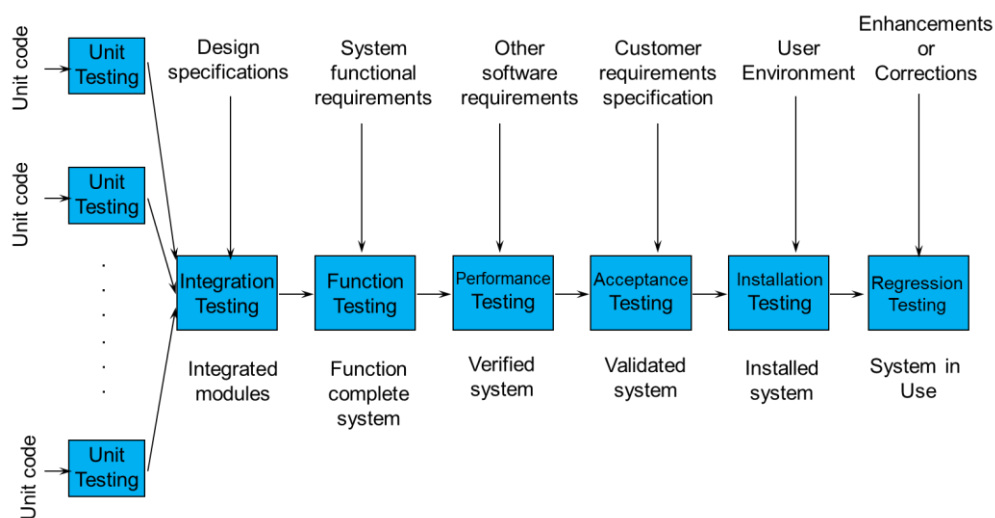 Unit code
Unit
Testing
Unit code
Unit
Testing
Unit code
Unit
Testing
Design
specifications
System
functional
requirements
Other
software
requirements
Customer
requirements
specification
User
Environment
Enhancements
or
Corrections
Integration
Testing
Function
Testing
Performance
Testing
Acceptance
Testing
Installation
Testing
Regression
Testing
Integrated
modules
Function
complete
system
Verified
system
Validated
system
Installed
system
System in
Use